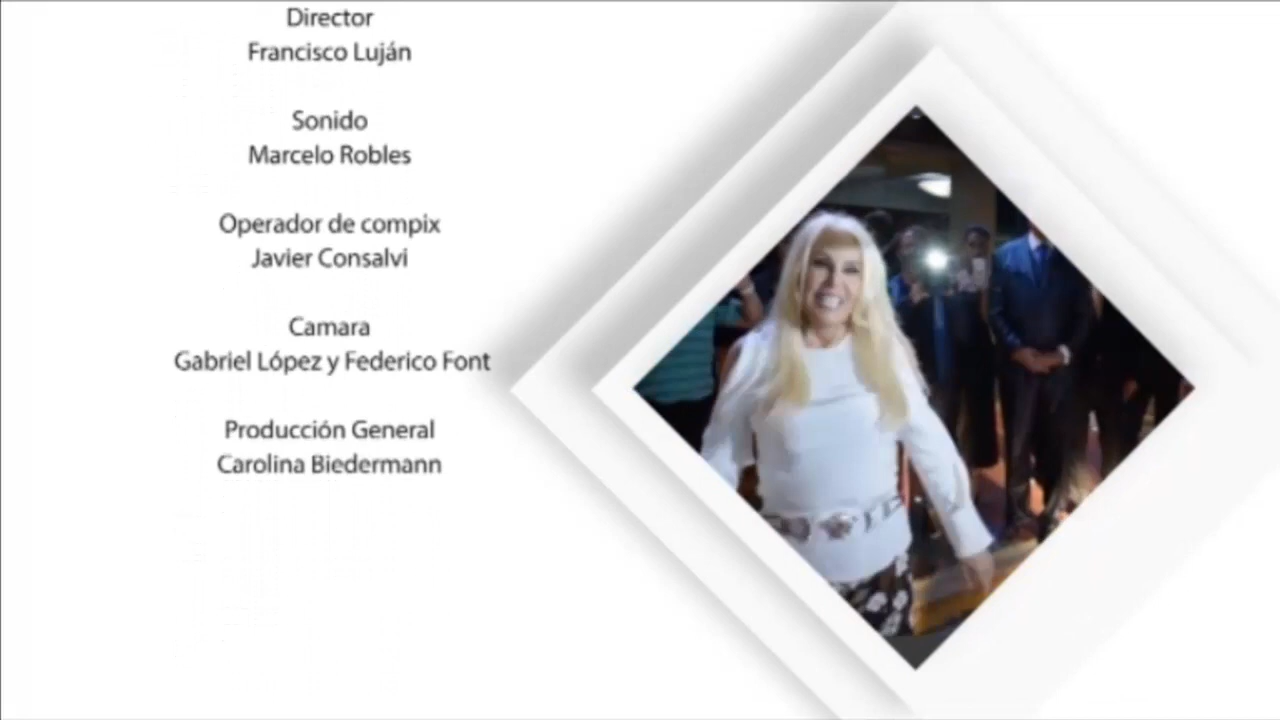 Director
Francisco Luján
Sonido
Marcelo Robles
Operador de compix
Javier Consalvi
Camara
Gabriel López y Federico Font
Producción General
Carolina Biedermann